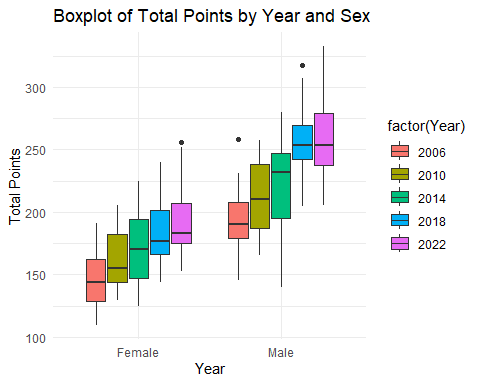 Boxplot of Total Points by Year and Sex
Total Points
300
250
200
150
100
Female
Male
Year
factor(Year)
2006
2010
2014
2018
2022